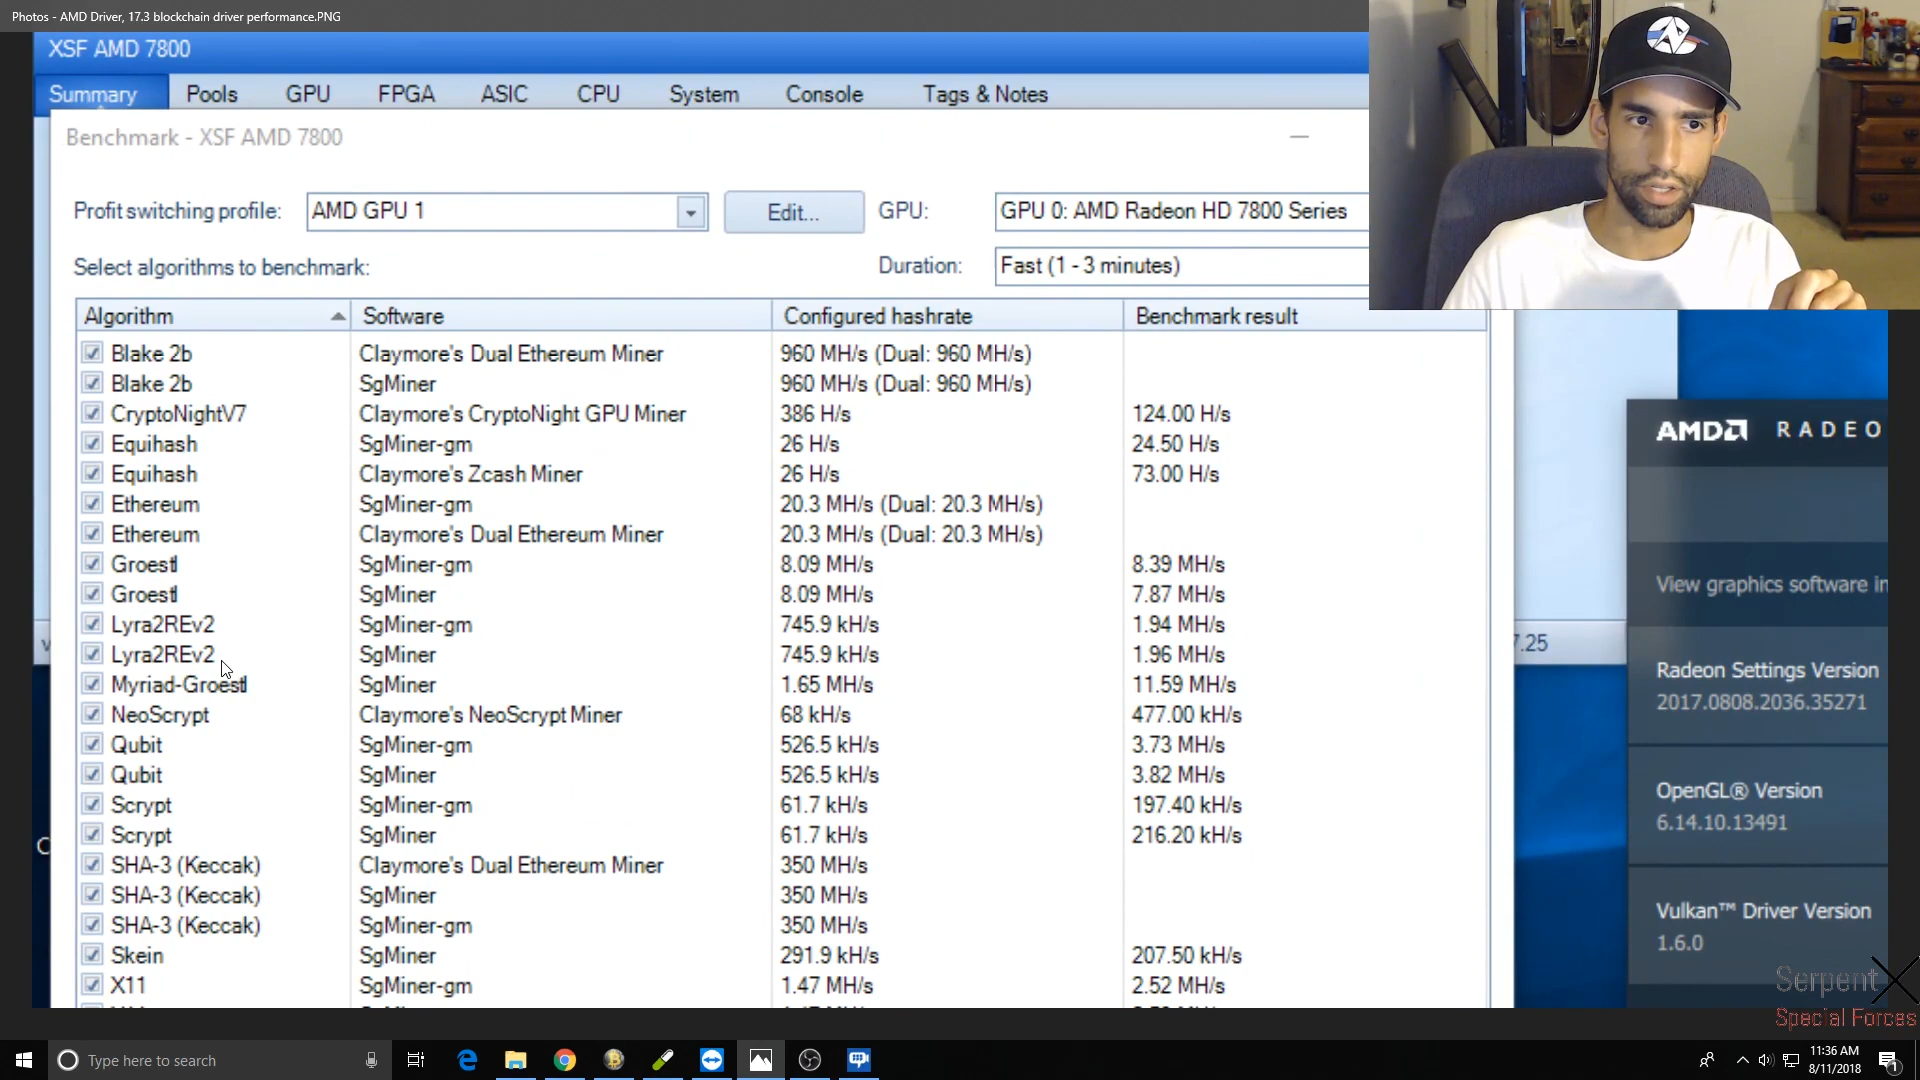 Photos - AMD Driver, 17.3 blockchain driver performance.PNG
XSF AMD 7800
Summary Pools GPU FPGA ASIC CPU System Console Tags & Notes
Benchmark - XSF AMD 7800
Profit switching profile: AMD GPU 1 Edit... GPU: GPU 0: AMD Radeon HD 7800 Series
Select algorithms to benchmark: Duration: Fast (1 - 3 minutes)
Algorithm Software Configured hashrate Benchmark result
Blake 2b Claymore's Dual Ethereum Miner 960 MH/s (Dual: 960 MH/s)
Blake 2b SgMiner 960 MH/s (Dual: 960 MH/s)
CryptoNightV7 Claymore's CryptoNight GPU Miner 386 H/s 124.00 H/s
Equihash SgMiner-gm 26 H/s 24.50 H/s
Equihash Claymore's Zcash Miner 26 H/s 73.00 H/s
Ethereum SgMiner-gm 20.3 MH/s (Dual: 20.3 MH/s)
Ethereum Claymore's Dual Ethereum Miner 20.3 MH/s (Dual: 20.3 MH/s)
Groestl SgMiner-gm 8.09 MH/s 8.39 MH/s
Groestl SgMiner 8.09 MH/s 7.87 MH/s
Lyra2REv2 SgMiner-gm 745.9 kH/s 1.94 MH/s
Lyra2REv2 SgMiner 745.9 kH/s 1.96 MH/s
Myriad-Groestl SgMiner 1.65 MH/s 11.59 MH/s
NeoScrypt Claymore's NeoScrypt Miner 68 kH/s 477.00 kH/s
Qubit SgMiner-gm 526.5 kH/s 3.73 MH/s
Qubit SgMiner 526.5 kH/s 3.82 MH/s
Scrypt SgMiner-gm 61.7 kH/s 197.40 kH/s
Scrypt SgMiner 61.7 kH/s 216.20 kH/s
SHA-3 (Keccak) Claymore's Dual Ethereum Miner 350 MH/s
SHA-3 (Keccak) SgMiner 350 MH/s
SHA-3 (Keccak) SgMiner-gm 350 MH/s
Skein SgMiner 291.9 kH/s 207.50 kH/s
X11 SgMiner-gm 1.47 MH/s 2.52 MH/s
AMD RADEO
View graphics software in
7.25
Radeon Settings Version
2017.0808.2036.35271
OpenGL® Version
6.14.10.13491
Vulkan™ Driver Version
1.6.0
Serpent X
Special Forces
Type here to search
11:36 AM
8/11/2018